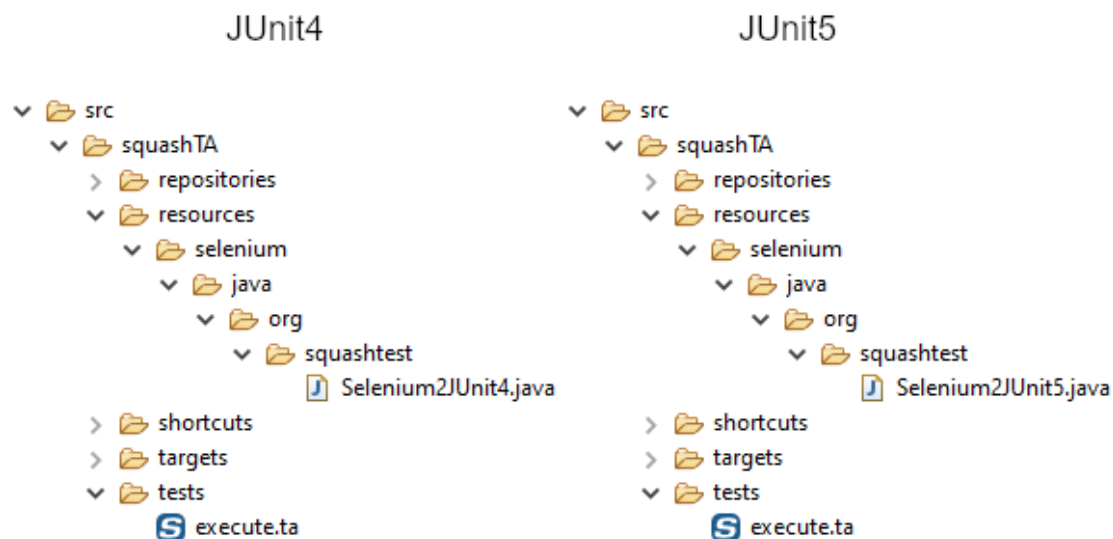 JUnit4
src
squashTA
repositories
resources
selenium
java
org
squashtest
Selenium2JUnit4.java
shortcuts
targets
tests
execute.ta
JUnit5
src
squashTA
repositories
resources
selenium
java
org
squashtest
Selenium2JUnit5.java
shortcuts
targets
tests
execute.ta